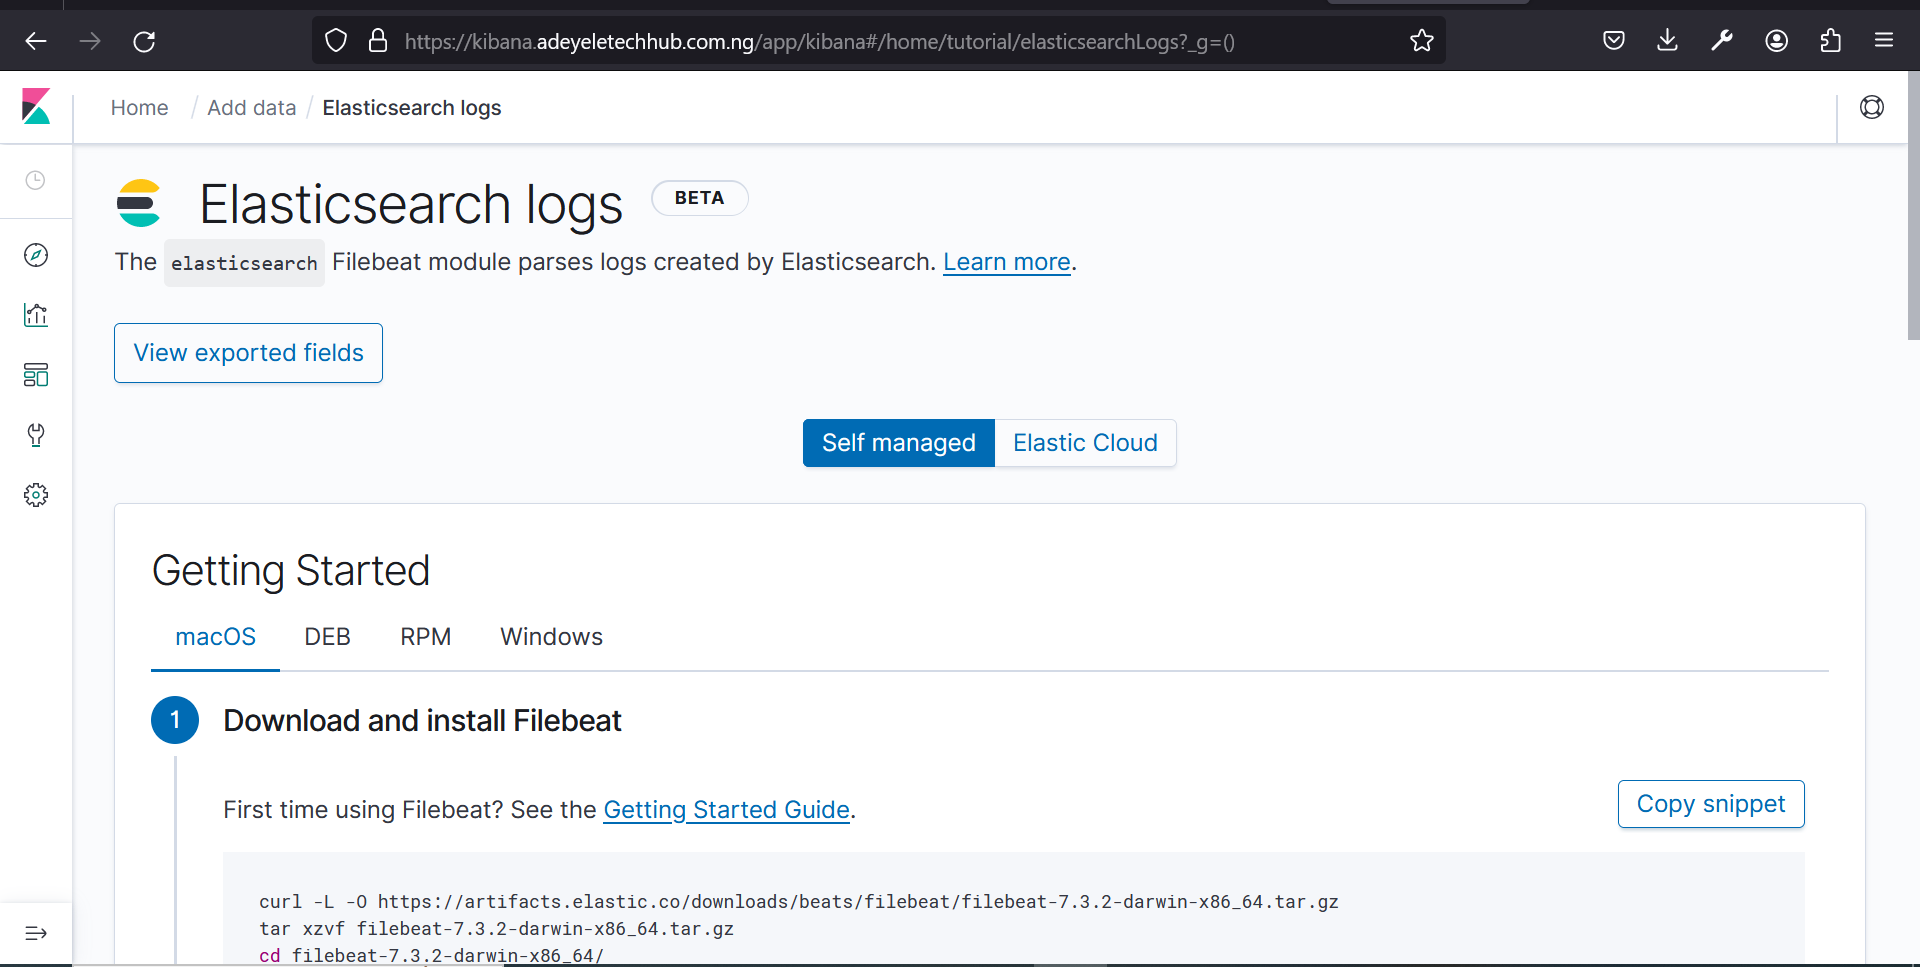 https://kibana.adeyeletechhub.com.ng/app/kibana#/home/tutorial/elasticsearchLogs?_g=()
Home / Add data / Elasticsearch logs
Elasticsearch logs BETA
The elasticsearch Filebeat module parses logs created by Elasticsearch. Learn more.
View exported fields
Self managed Elastic Cloud
Getting Started
macOS DEB RPM Windows
1 Download and install Filebeat
First time using Filebeat? See the Getting Started Guide.
Copy snippet
curl -L -O https://artifacts.elastic.co/downloads/beats/filebeat/filebeat-7.3.2-darwin-x86_64.tar.gz
tar xzvf filebeat-7.3.2-darwin-x86_64.tar.gz
cd filebeat-7.3.2-darwin-x86_64/